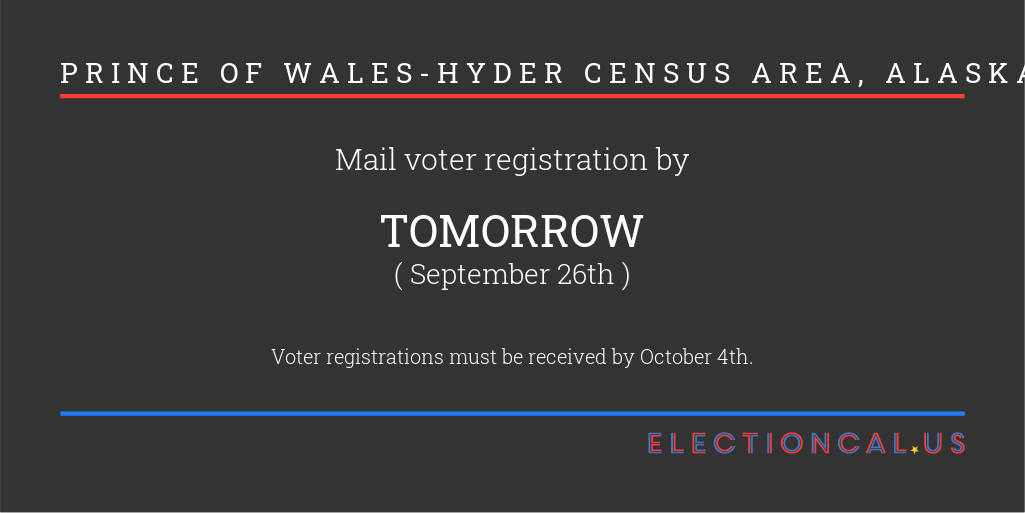 PRINCE OF WALES-HYDER CENSUS AREA, ALASKA
Mail voter registration by
TOMORROW
( September 26th )
Voter registrations must be received by October 4th.
ELECTIONCAL.US